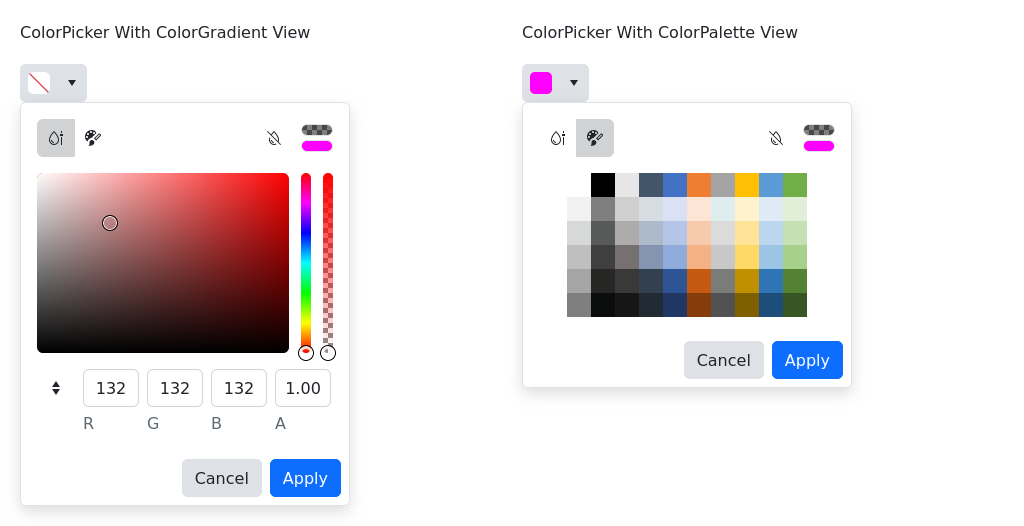 ColorPicker With ColorGradient View
132 132 132 1.00
R G B A
Cancel Apply
ColorPicker With ColorPalette View
Cancel Apply